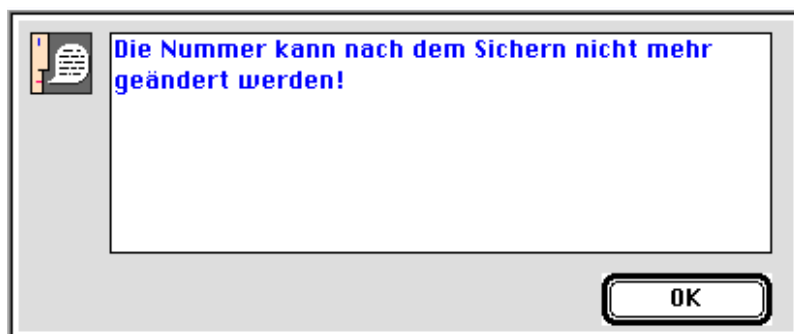 Die Nummer kann nach dem Sichern nicht mehr
geändert werden!
OK